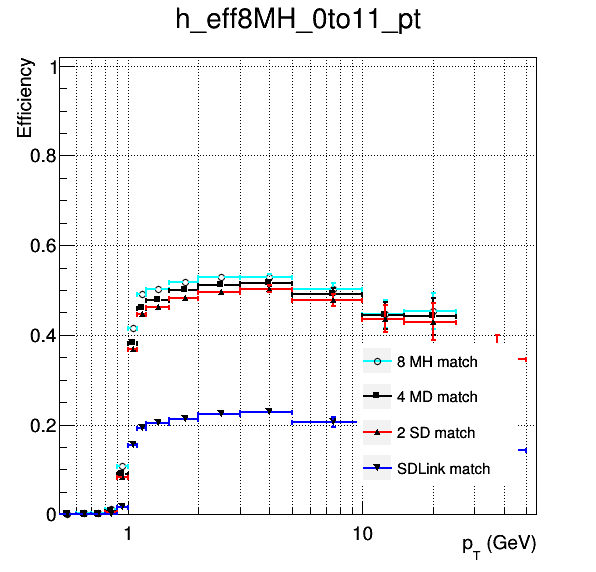 h_eff8MH_0to11_pt
Efficiency
1
0.8
0.6
0.4
0.2
0
8 MH match
4 MD match
2 SD match
SDLink match
1
10
p_T (GeV)